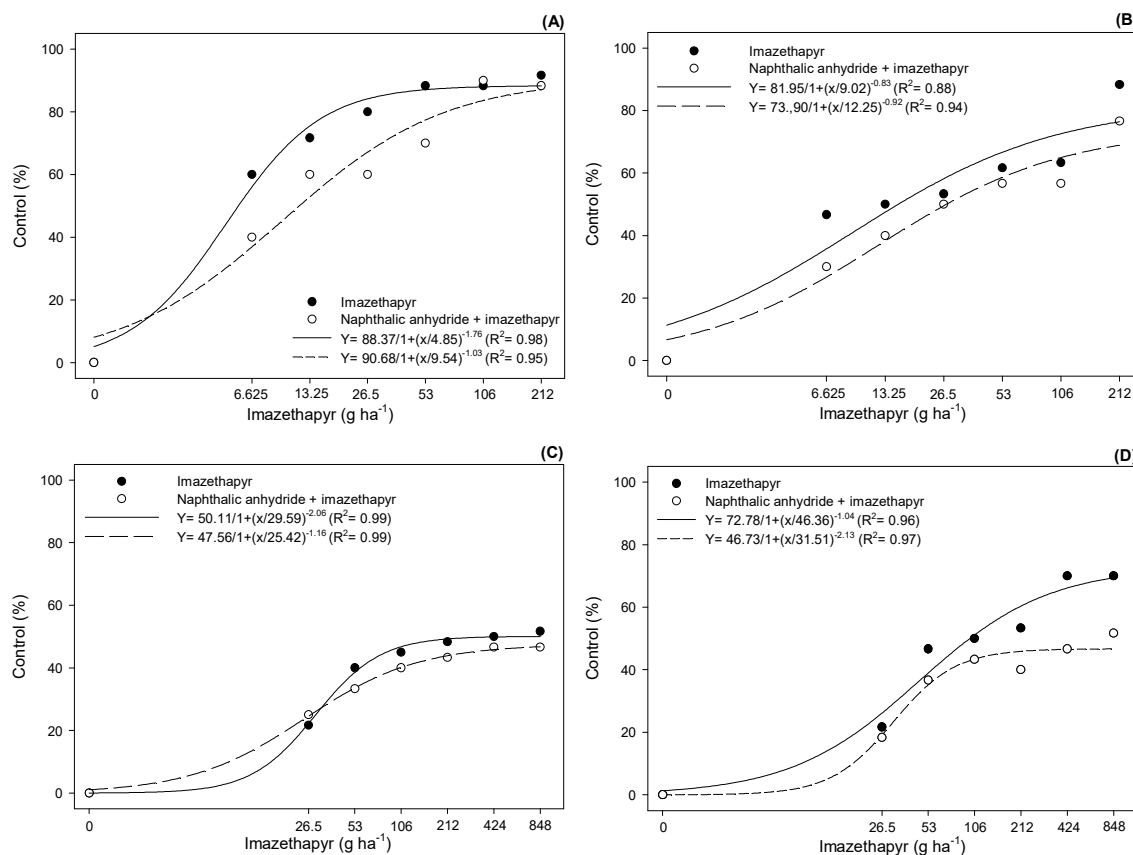 (A)
100
80
60
40
20
0
Control (%)
Imazethapyr
Naphthalic anhydride + imazethapyr
Y= 88.37/1+(x/4.85)-1.76 (R2= 0.98)
Y= 90.68/1+(x/9.54)-1.03 (R2= 0.95)
0 6.625 13.25 26.5 53 106 212
Imazethapyr (g ha-1)
(B)
Imazethapyr
Naphthalic anhydride + imazethapyr
Y= 81.95/1+(x/9.02)-0.83 (R2= 0.88)
Y= 73.,90/1+(x/12.25)-0.92 (R2= 0.94)
100
80
60
40
20
0
Control (%)
0 6.625 13.25 26.5 53 106 212
Imazethapyr (g ha-1)
(C)
Imazethapyr
Naphthalic anhydride + imazethapyr
Y= 50.11/1+(x/29.59)-2.06 (R2= 0.99)
Y= 47.56/1+(x/25.42)-1.16 (R2= 0.99)
100
80
60
40
20
0
Control (%)
0 26.5 53 106 212 424 848
Imazethapyr (g ha-1)
(D)
Imazethapyr
Naphthalic anhydride + imazethapyr
Y= 72.78/1+(x/46.36)-1.04 (R2= 0.96)
Y= 46.73/1+(x/31.51)-2.13 (R2= 0.97)
100
80
60
40
20
0
Control (%)
0 26.5 53 106 212 424 848
Imazethapyr (g ha-1)